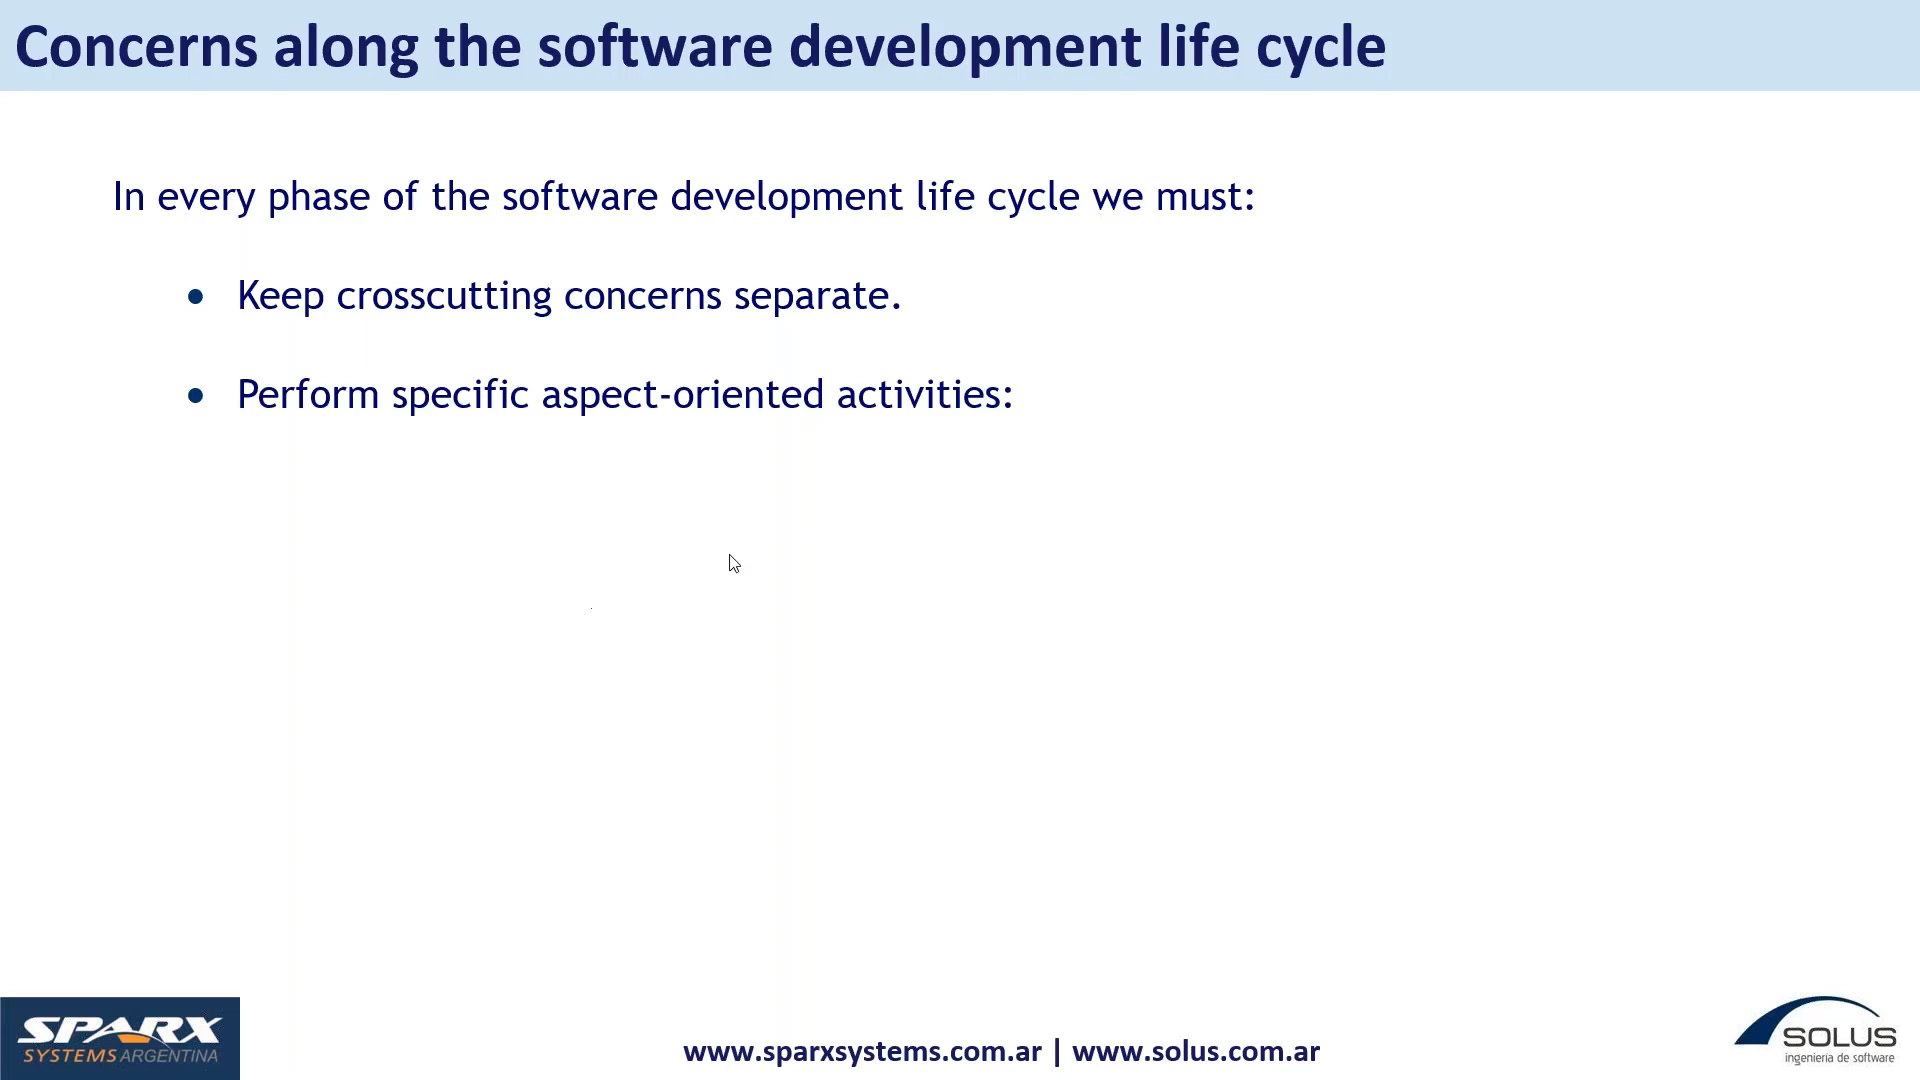 Concerns along the software development life cycle
In every phase of the software development life cycle we must:
• Keep crosscutting concerns separate.
• Perform specific aspect-oriented activities:
SPARX
SYSTEMS ARGENTINA
www.sparxsystems.com.ar | www.solus.com.ar
SOLUS
ingeniería de software